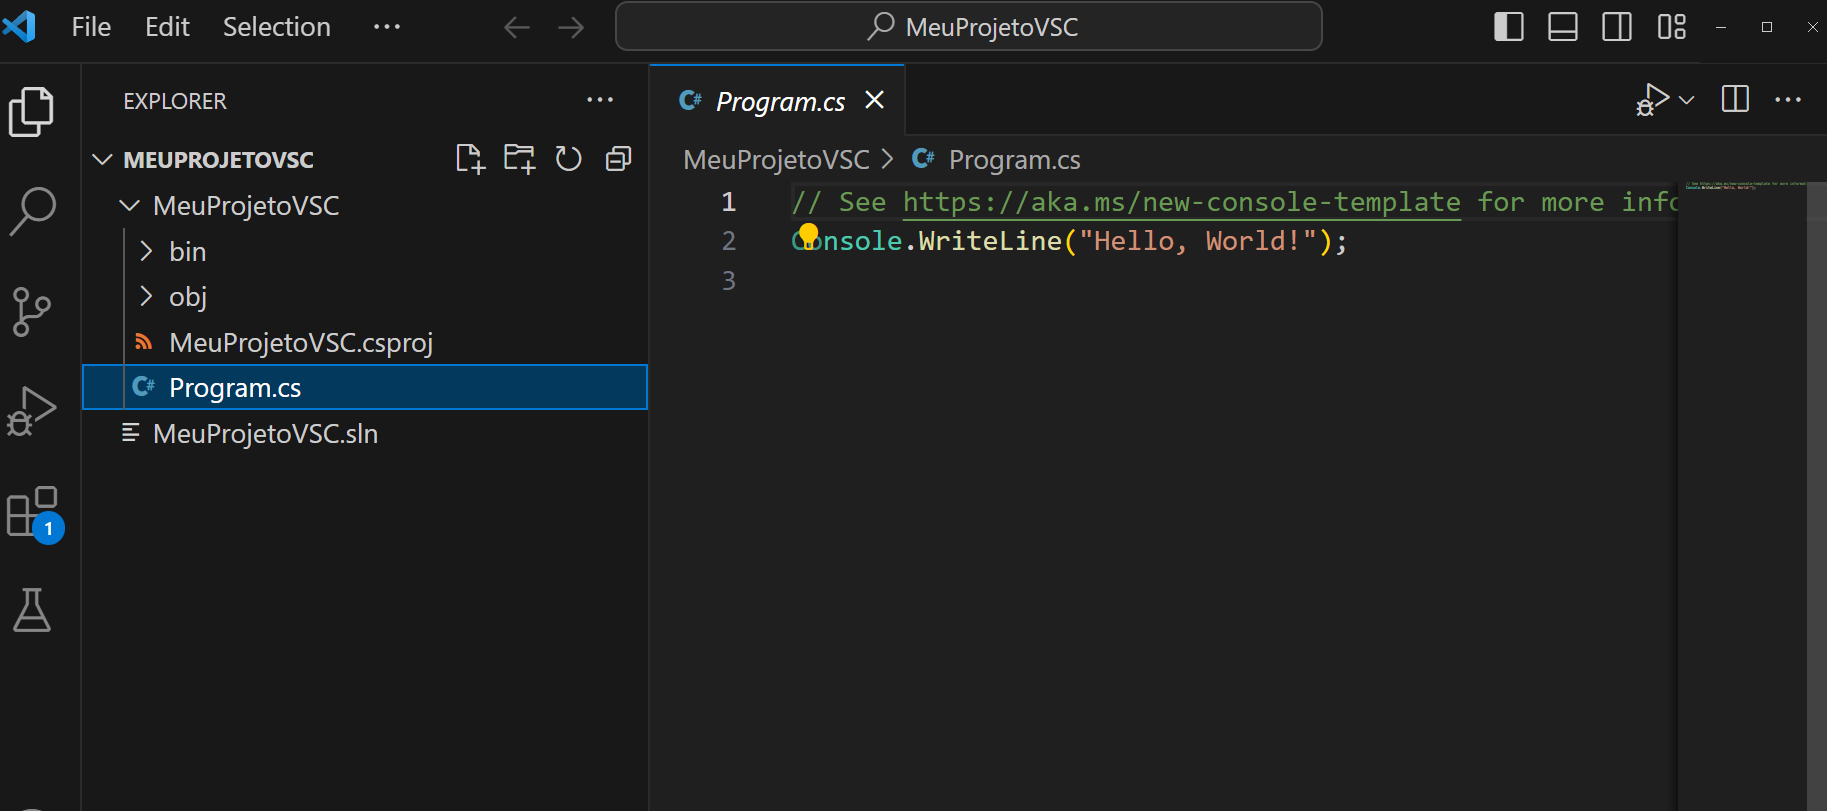 File Edit Selection ··· MeuProjetoVSC
EXPLORER ···
MEUPROJETOVSC
MeuProjetoVSC
bin
obj
MeuProjetoVSC.csproj
C# Program.cs
MeuProjetoVSC.sln
1
C# Program.cs
MeuProjetoVSC > C# Program.cs
1 // See https://aka.ms/new-console-template for more info
2 Console.WriteLine("Hello, World!");
3